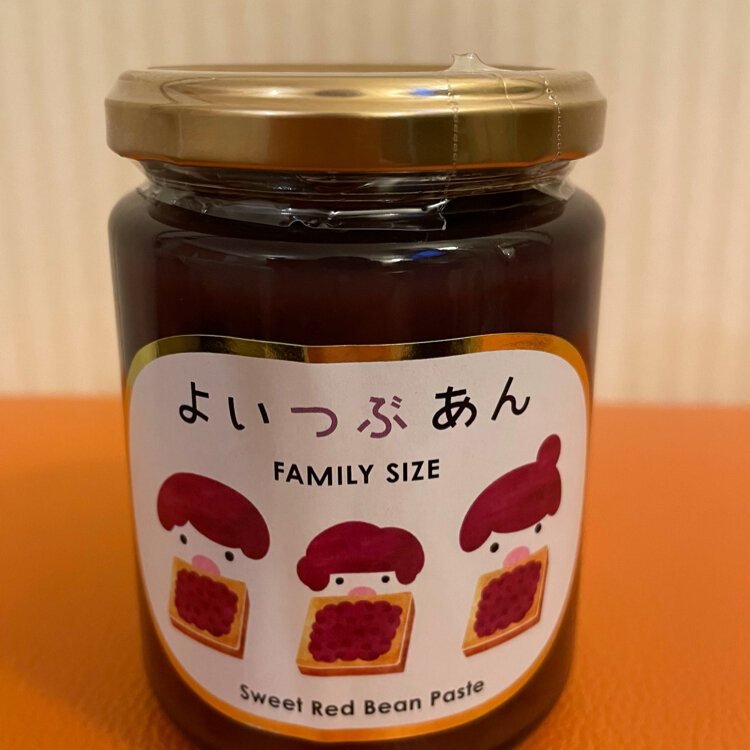 よいつぶあん
FAMILY SIZE
Sweet Red Bean Paste